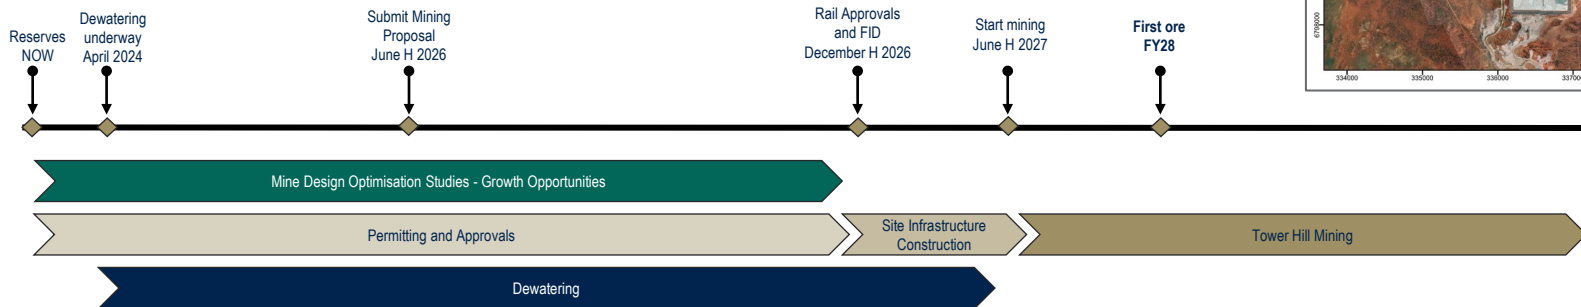 Reserves
NOW
Dewatering
underway
April 2024
Submit Mining
Proposal
June H 2026
Rail Approvals
and FID
December H 2026
Start mining
June H 2027
First ore
FY28
6798000
334000
335000
336000
337000
Mine Design Optimisation Studies - Growth Opportunities
Permitting and Approvals
Site Infrastructure
Construction
Tower Hill Mining
Dewatering